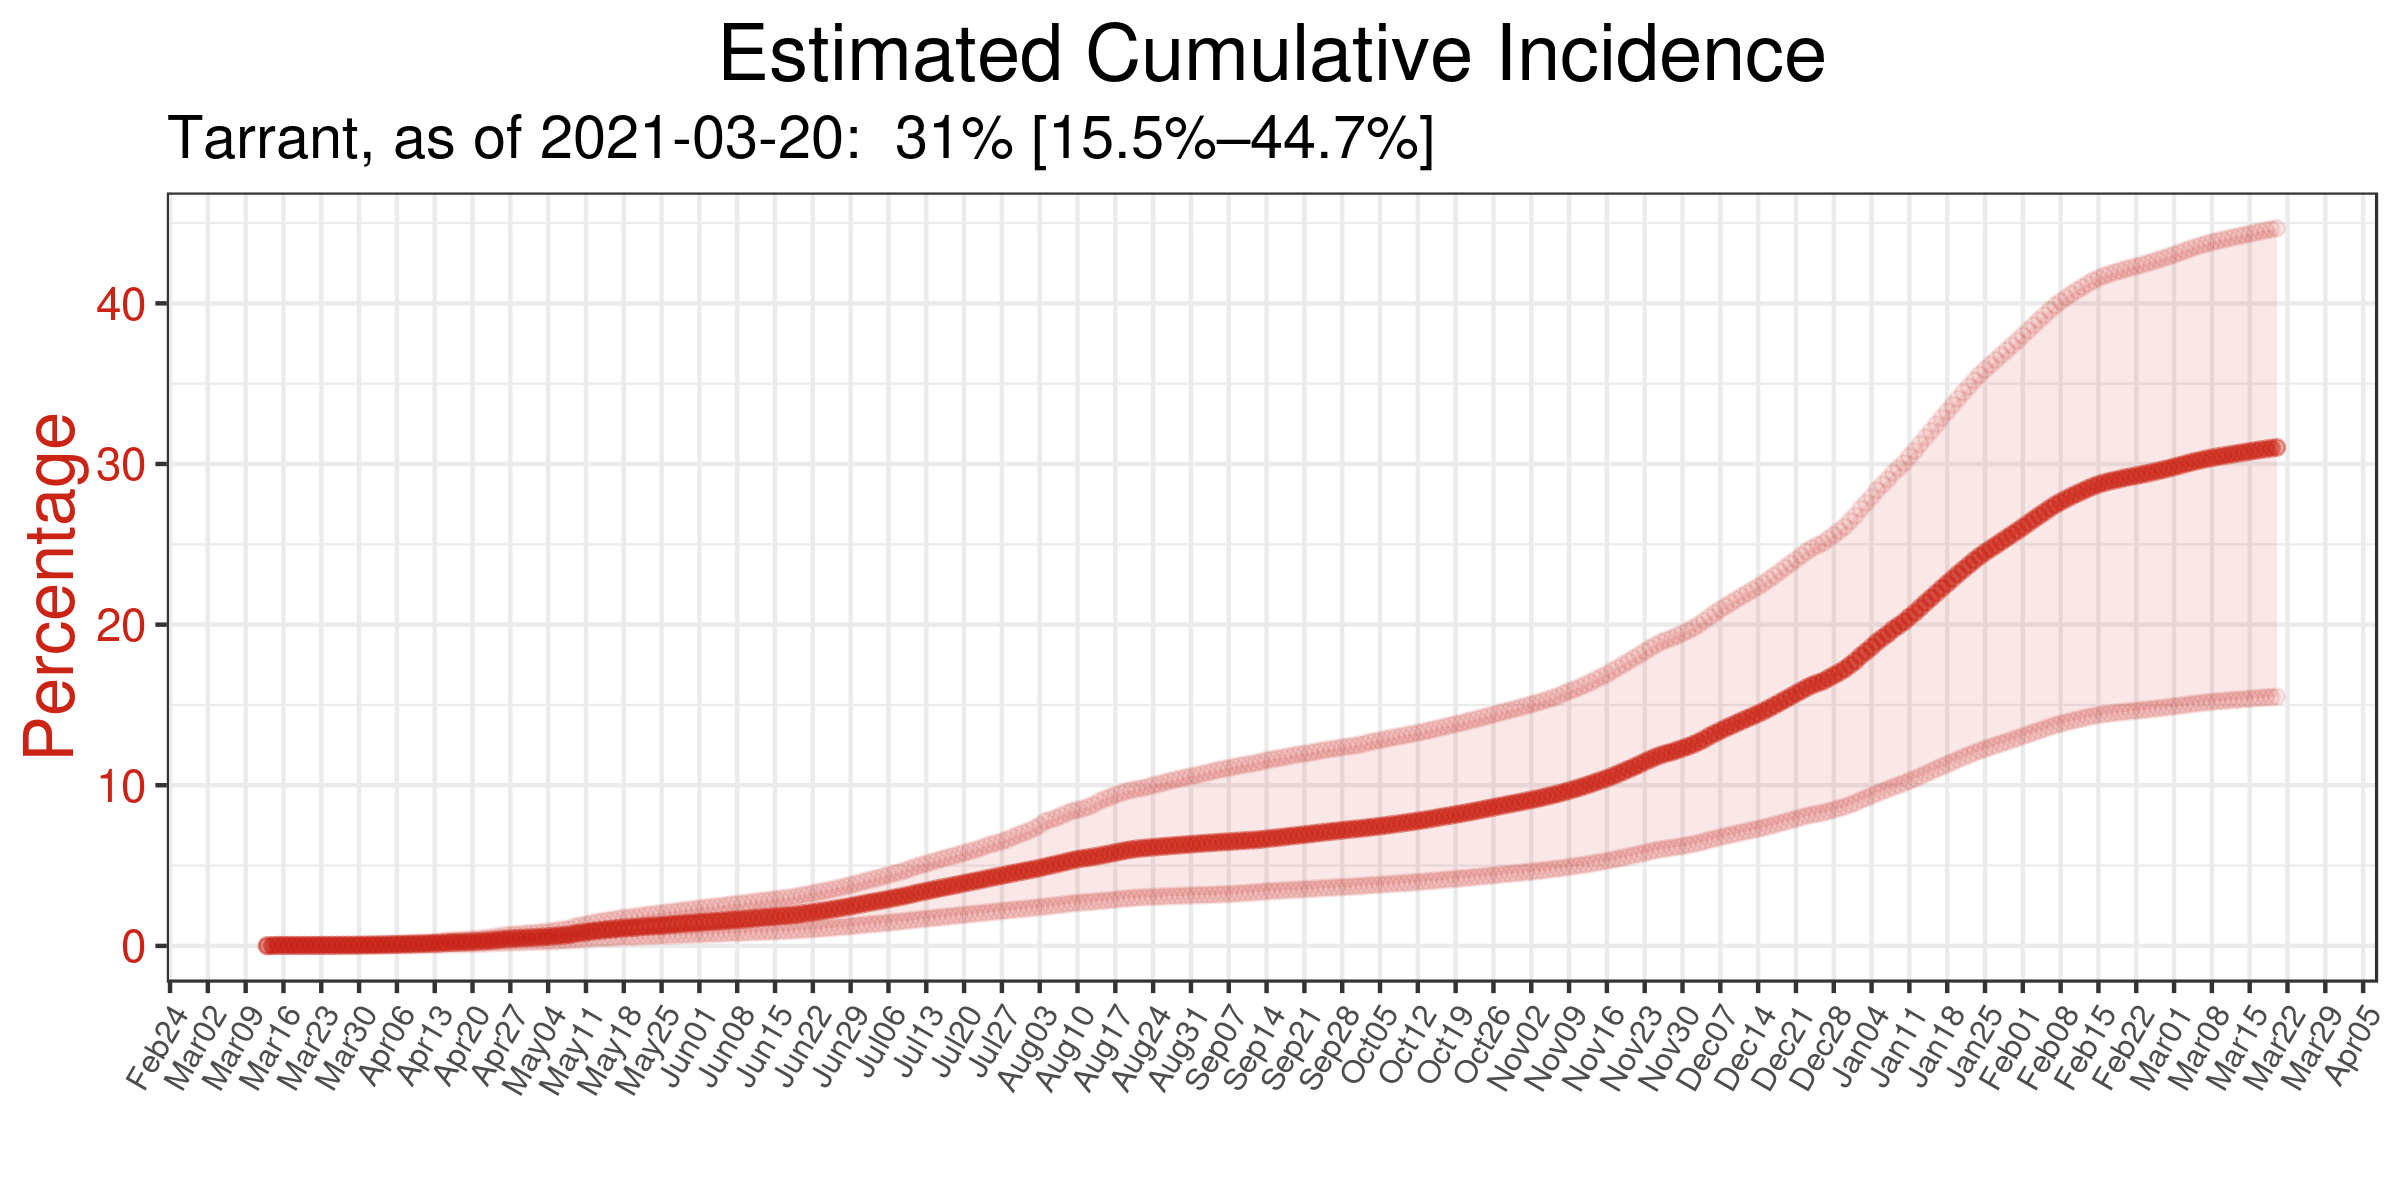 Estimated Cumulative Incidence
Tarrant, as of 2021-03-20:  31% [15.5%–44.7%]
Percentage
40
30
20
10
0
Feb24
Mar02
Mar09
Mar16
Mar23
Mar30
Apr06
Apr13
Apr20
Apr27
May04
May11
May18
May25
Jun01
Jun08
Jun15
Jun22
Jun29
Jul06
Jul13
Jul20
Jul27
Aug03
Aug10
Aug17
Aug24
Aug31
Sep07
Sep14
Sep21
Sep28
Oct05
Oct12
Oct19
Oct26
Nov02
Nov09
Nov16
Nov23
Nov30
Dec07
Dec14
Dec21
Dec28
Jan04
Jan11
Jan18
Jan25
Feb01
Feb08
Feb15
Feb22
Mar01
Mar08
Mar15
Mar22
Mar29
Apr05